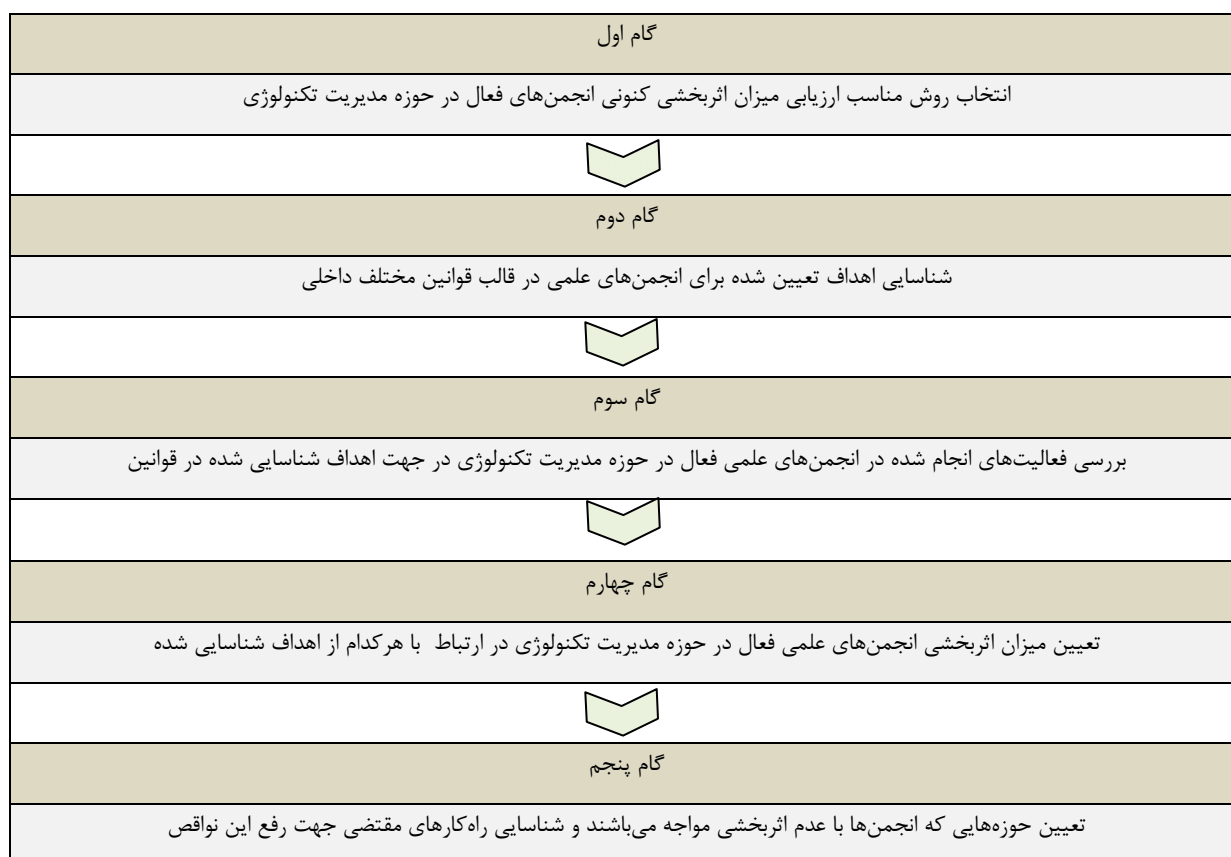 گام اول
انتخاب روش مناسب ارزیابی میزان اثربخشی کنونی انجمن‌های فعال در حوزه مدیریت تکنولوژی
گام دوم
شناسایی اهداف تعیین شده برای انجمن‌های علمی در قالب قوانین مختلف داخلی
گام سوم
بررسی فعالیت‌های انجام شده در انجمن‌های علمی فعال در حوزه مدیریت تکنولوژی در جهت اهداف شناسایی شده در قوانین
گام چهارم
تعیین میزان اثربخشی انجمن‌های علمی فعال در حوزه مدیریت تکنولوژی در ارتباط با هرکدام از اهداف شناسایی شده
گام پنجم
تعیین حوزه‌هایی که انجمن‌ها با عدم اثربخشی مواجه می‌باشند و شناسایی راه‌کارهای مقتضی جهت رفع این نواقص